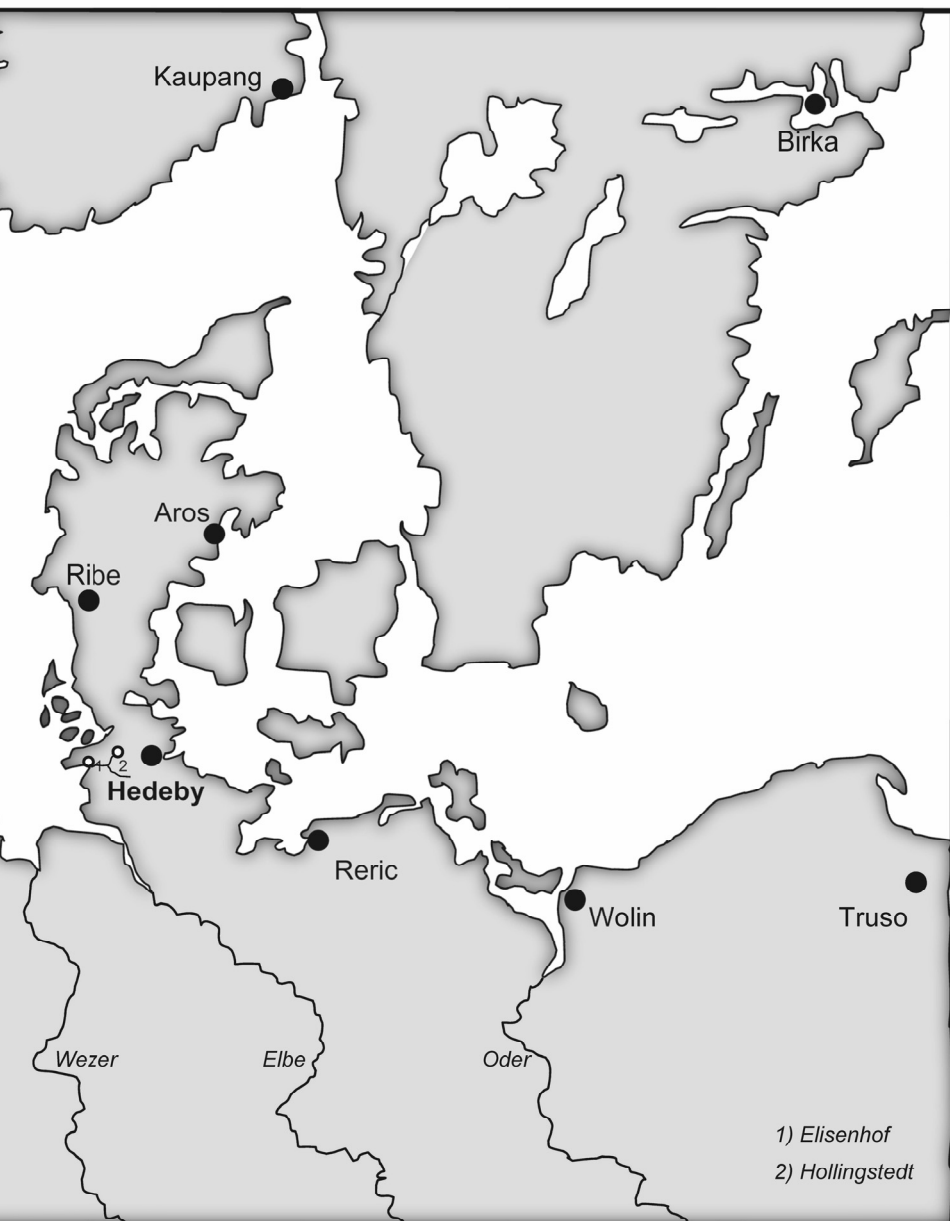 Kaupang
Birka
Aros
Ribe
1 2
Hedeby
Reric
Wolin
Truso
Wezer
Elbe
Oder
1) Elisenhof
2) Hollingstedt